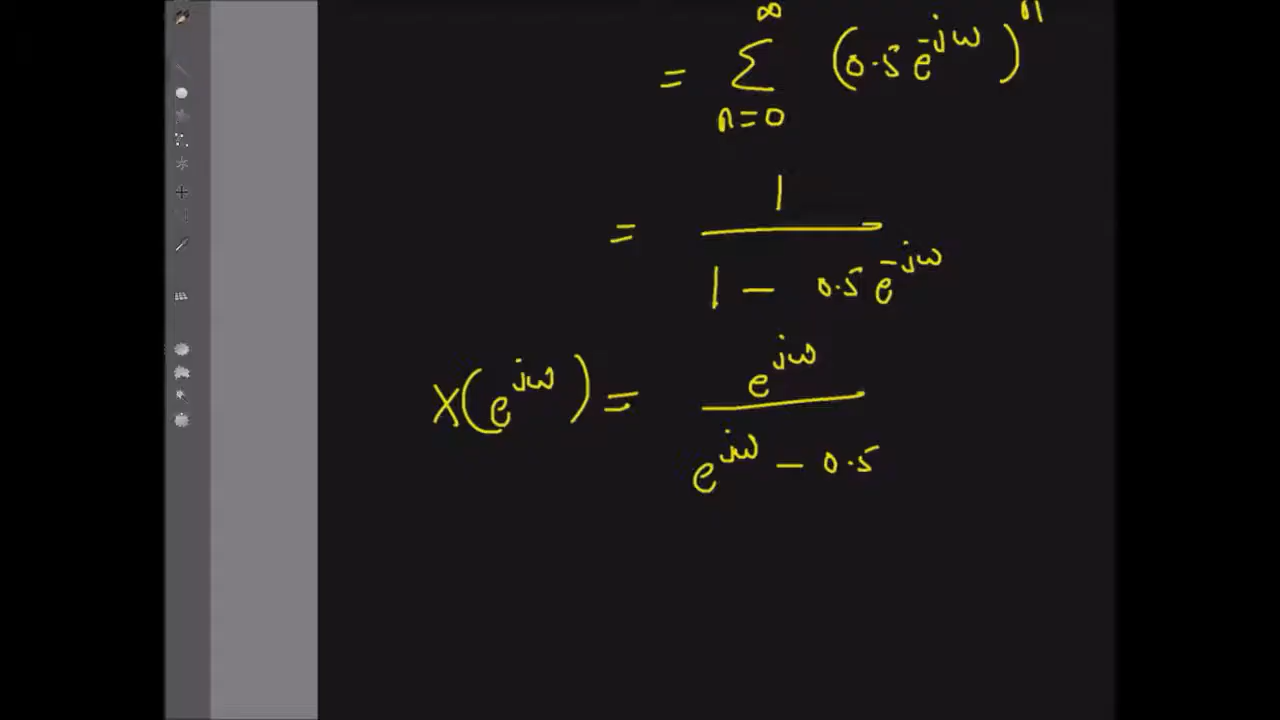 = ∞ ∑ n=0 (0.5 e^{-jω})^n
= 1 / (1 - 0.5 e^{-jω})
X(e^{jω}) = e^{jω} / (e^{jω} - 0.5)